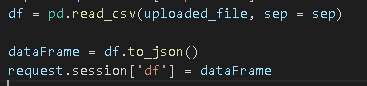 df = pd.read_csv(uploaded_file, sep = sep)
dataFrame = df.to_json()
request.session['df'] = dataFrame